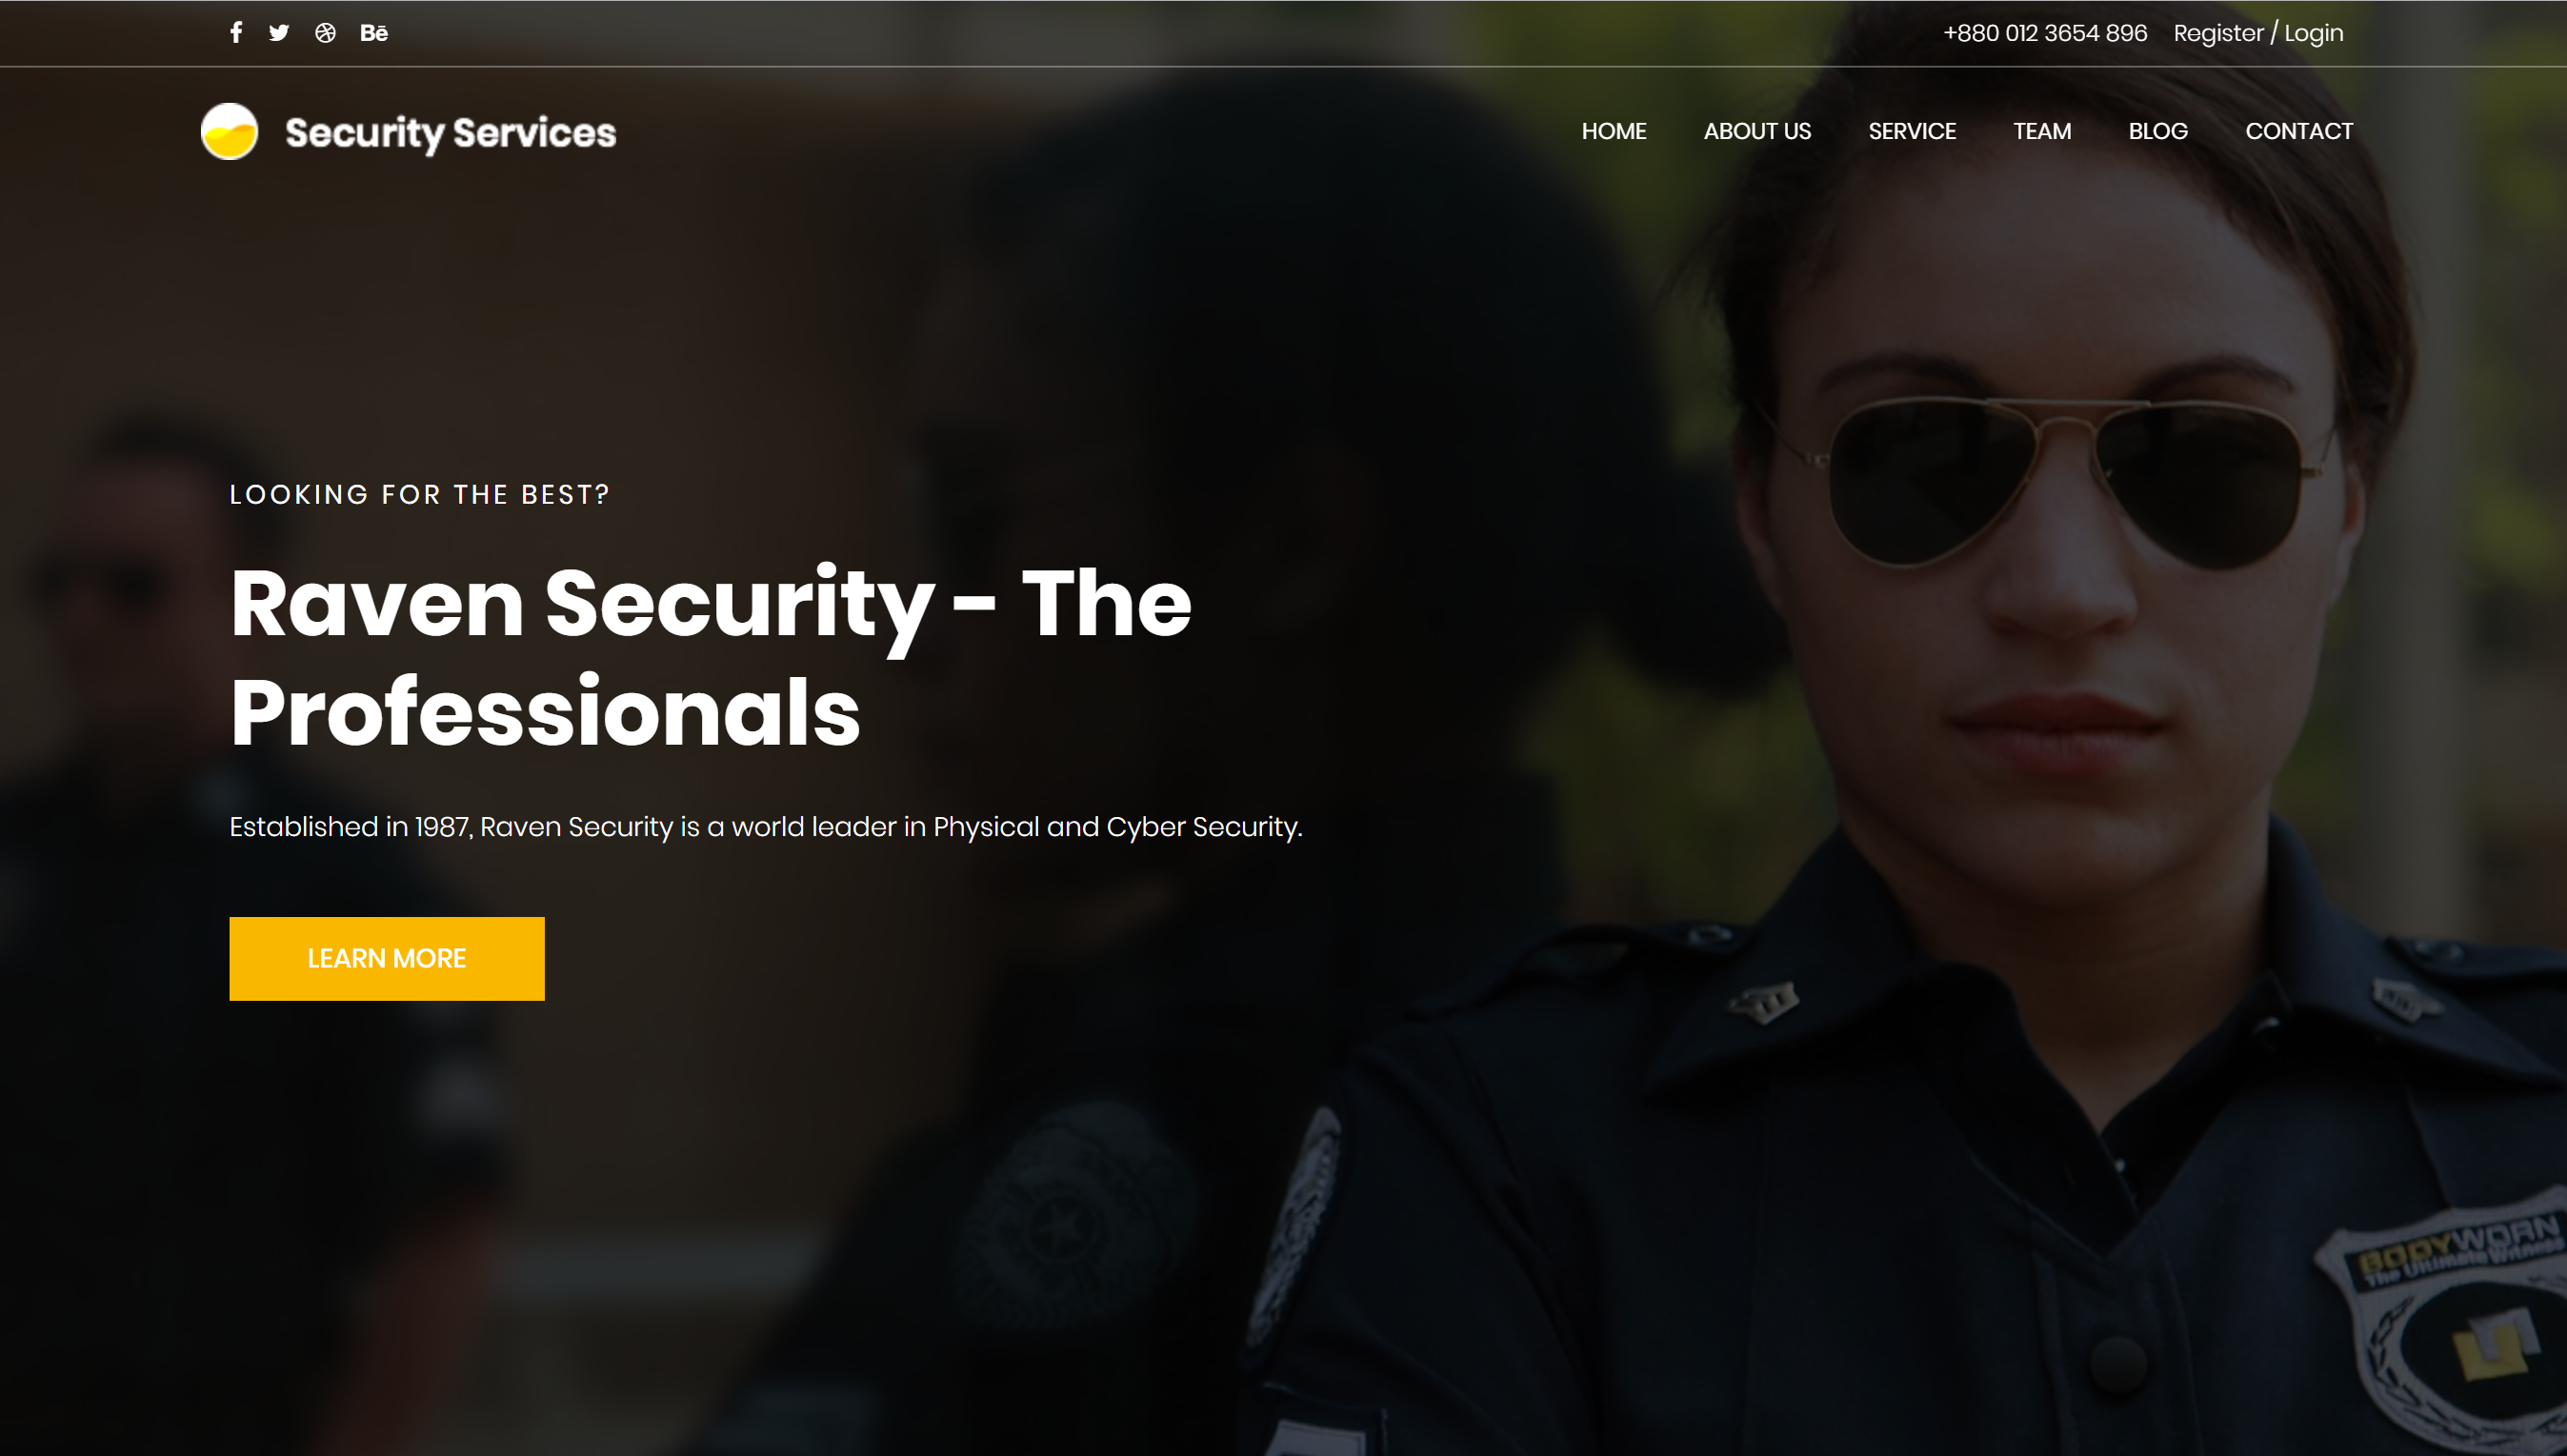 +880 012 3654 896 Register / Login
Security Services
HOME ABOUT US SERVICE TEAM BLOG CONTACT
LOOKING FOR THE BEST?
Raven Security - The
Professionals
Established in 1987, Raven Security is a world leader in Physical and Cyber Security.
LEARN MORE
BODYWORN
The Ultimate Witness